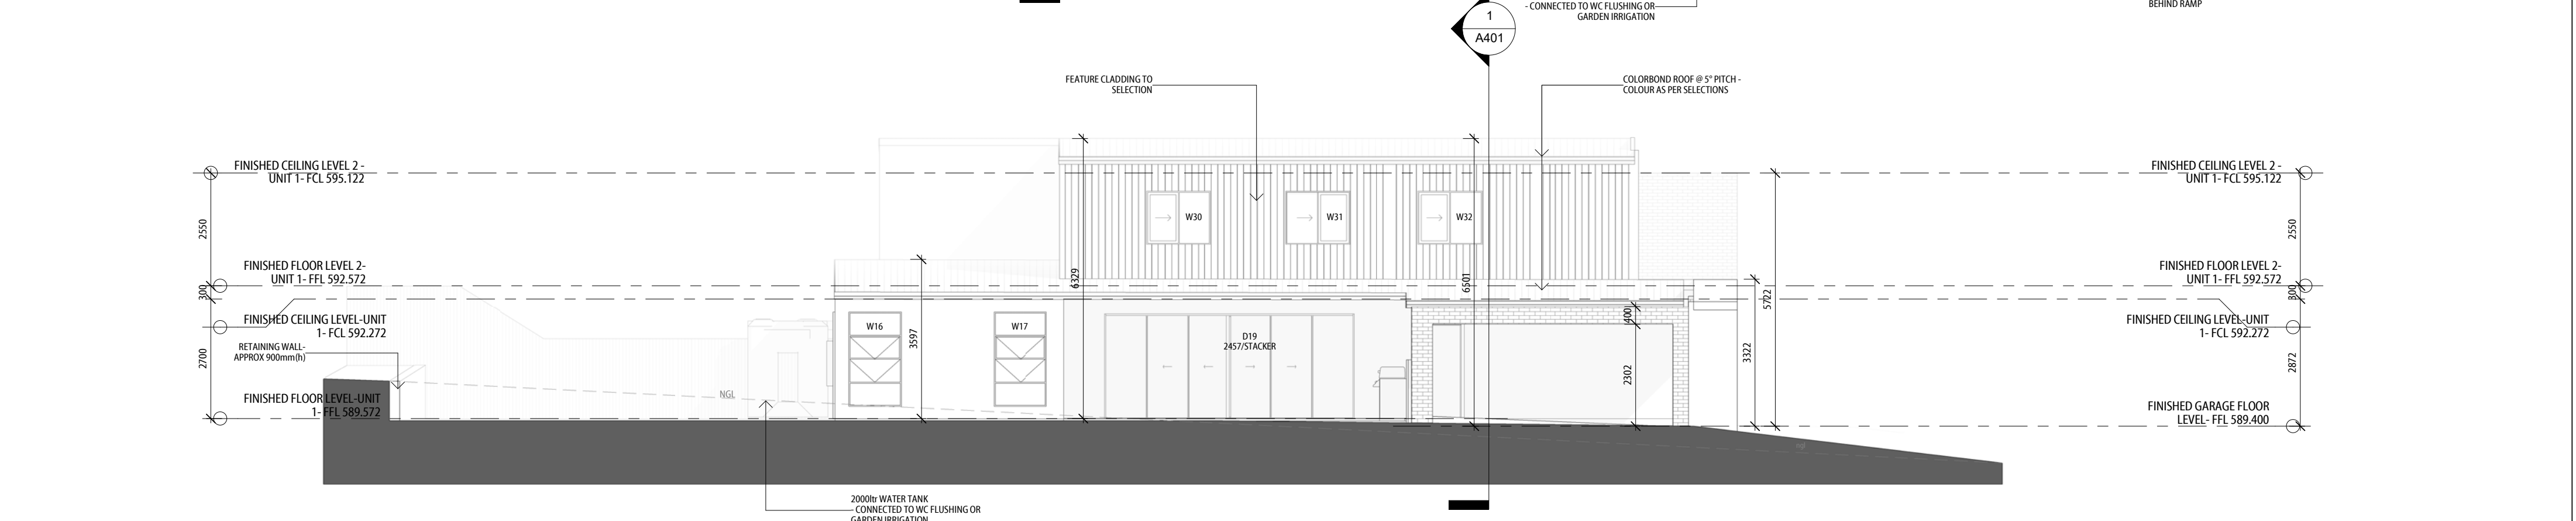 - CONNECTED TO WC FLUSHING OR
GARDEN IRRIGATION
BEHIND RAMP
1
A401
FEATURE CLADDING TO
SELECTION
COLORBOND ROOF @ 5° PITCH -
COLOUR AS PER SELECTIONS
FINISHED CEILING LEVEL 2 -
UNIT 1- FCL 595.122
FINISHED CEILING LEVEL 2 -
UNIT 1- FCL 595.122
2550
W30
W31
W32
2550
FINISHED FLOOR LEVEL 2-
UNIT 1- FFL 592.572
6329
6501
5722
FINISHED FLOOR LEVEL 2-
UNIT 1- FFL 592.572
300
300
FINISHED CEILING LEVEL-UNIT
1- FCL 592.272
W16
W17
3597
D19
2457/STACKER
400
FINISHED CEILING LEVEL-UNIT
1- FCL 592.272
RETAINING WALL-
APPROX 900mm(h)
2700
2302
3322
2872
NGL
FINISHED FLOOR LEVEL-UNIT
1- FFL 589.572
FINISHED GARAGE FLOOR
LEVEL- FFL 589.400
2000ltr WATER TANK
- CONNECTED TO WC FLUSHING OR
GARDEN IRRIGATION